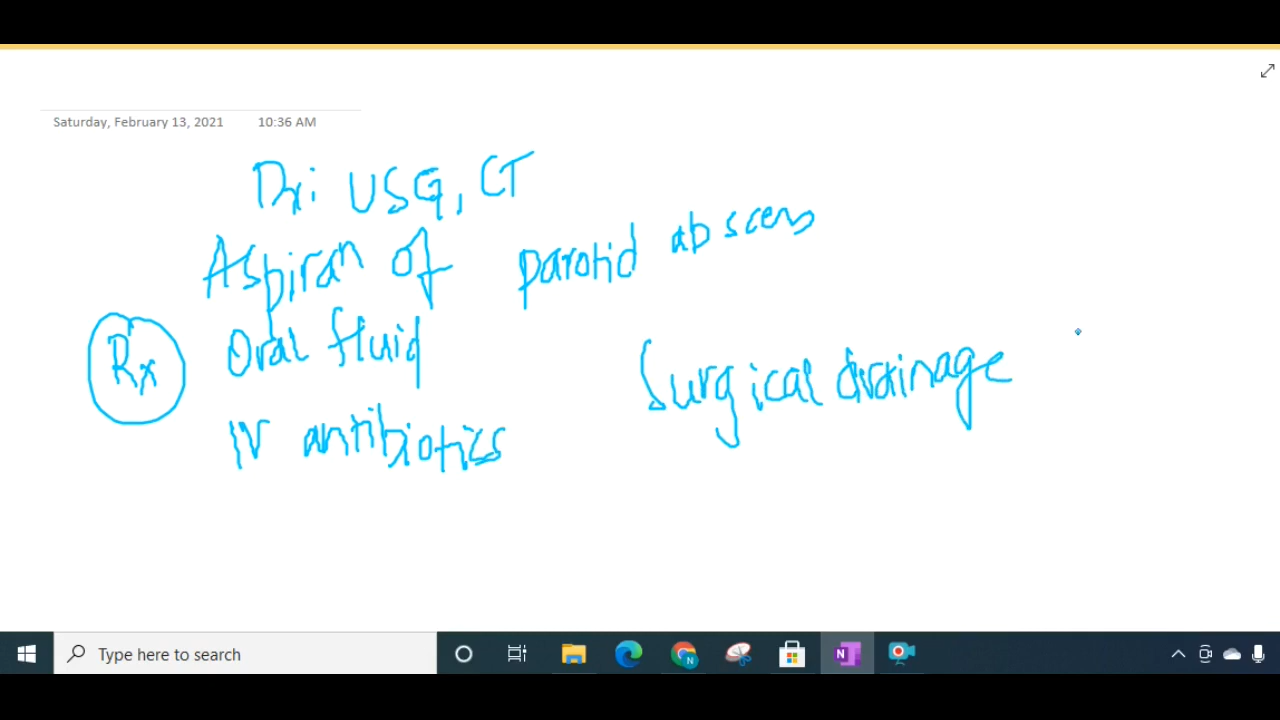 Saturday, February 13, 2021 10:36 AM
Dx: USG, CT
Aspiran of parotid abscess
Rx Oral fluid
Surgical drainage
IV antibiotics
Type here to search